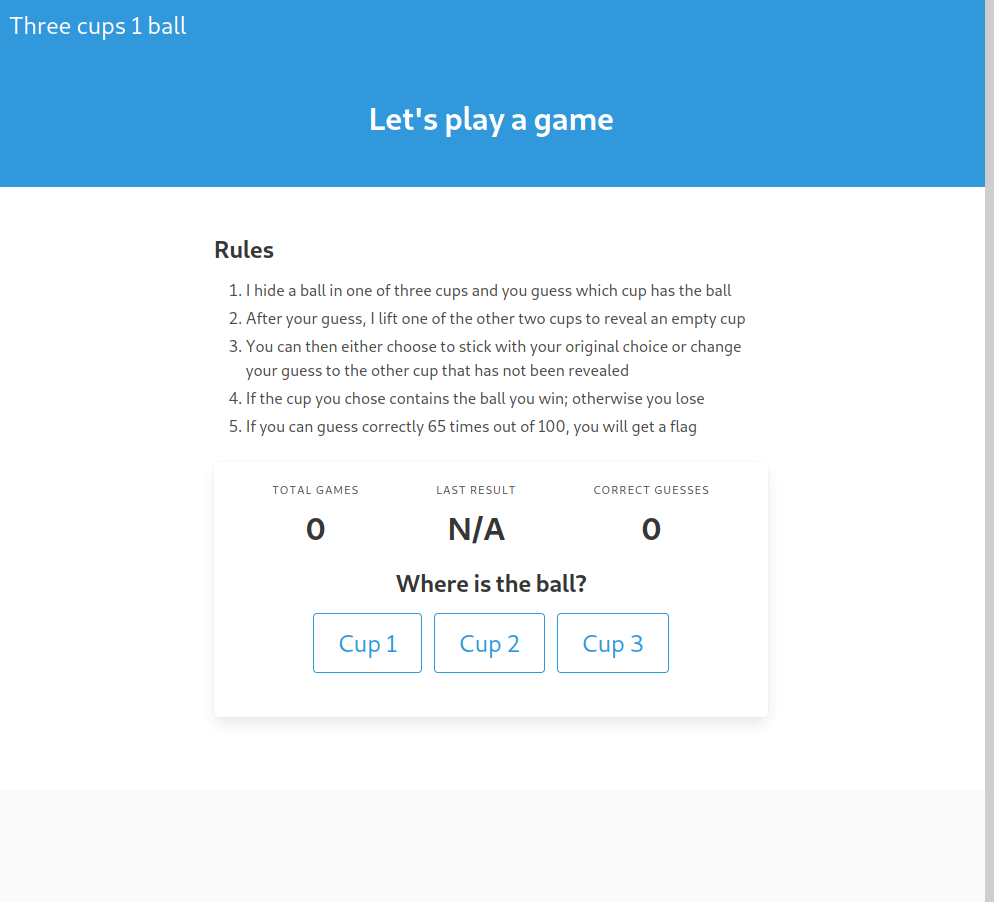 Three cups 1 ball
Let's play a game
Rules
1. I hide a ball in one of three cups and you guess which cup has the ball
2. After your guess, I lift one of the other two cups to reveal an empty cup
3. You can then either choose to stick with your original choice or change
your guess to the other cup that has not been revealed
4. If the cup you chose contains the ball you win; otherwise you lose
5. If you can guess correctly 65 times out of 100, you will get a flag
TOTAL GAMES LAST RESULT CORRECT GUESSES
0 N/A 0
Where is the ball?
Cup 1 Cup 2 Cup 3